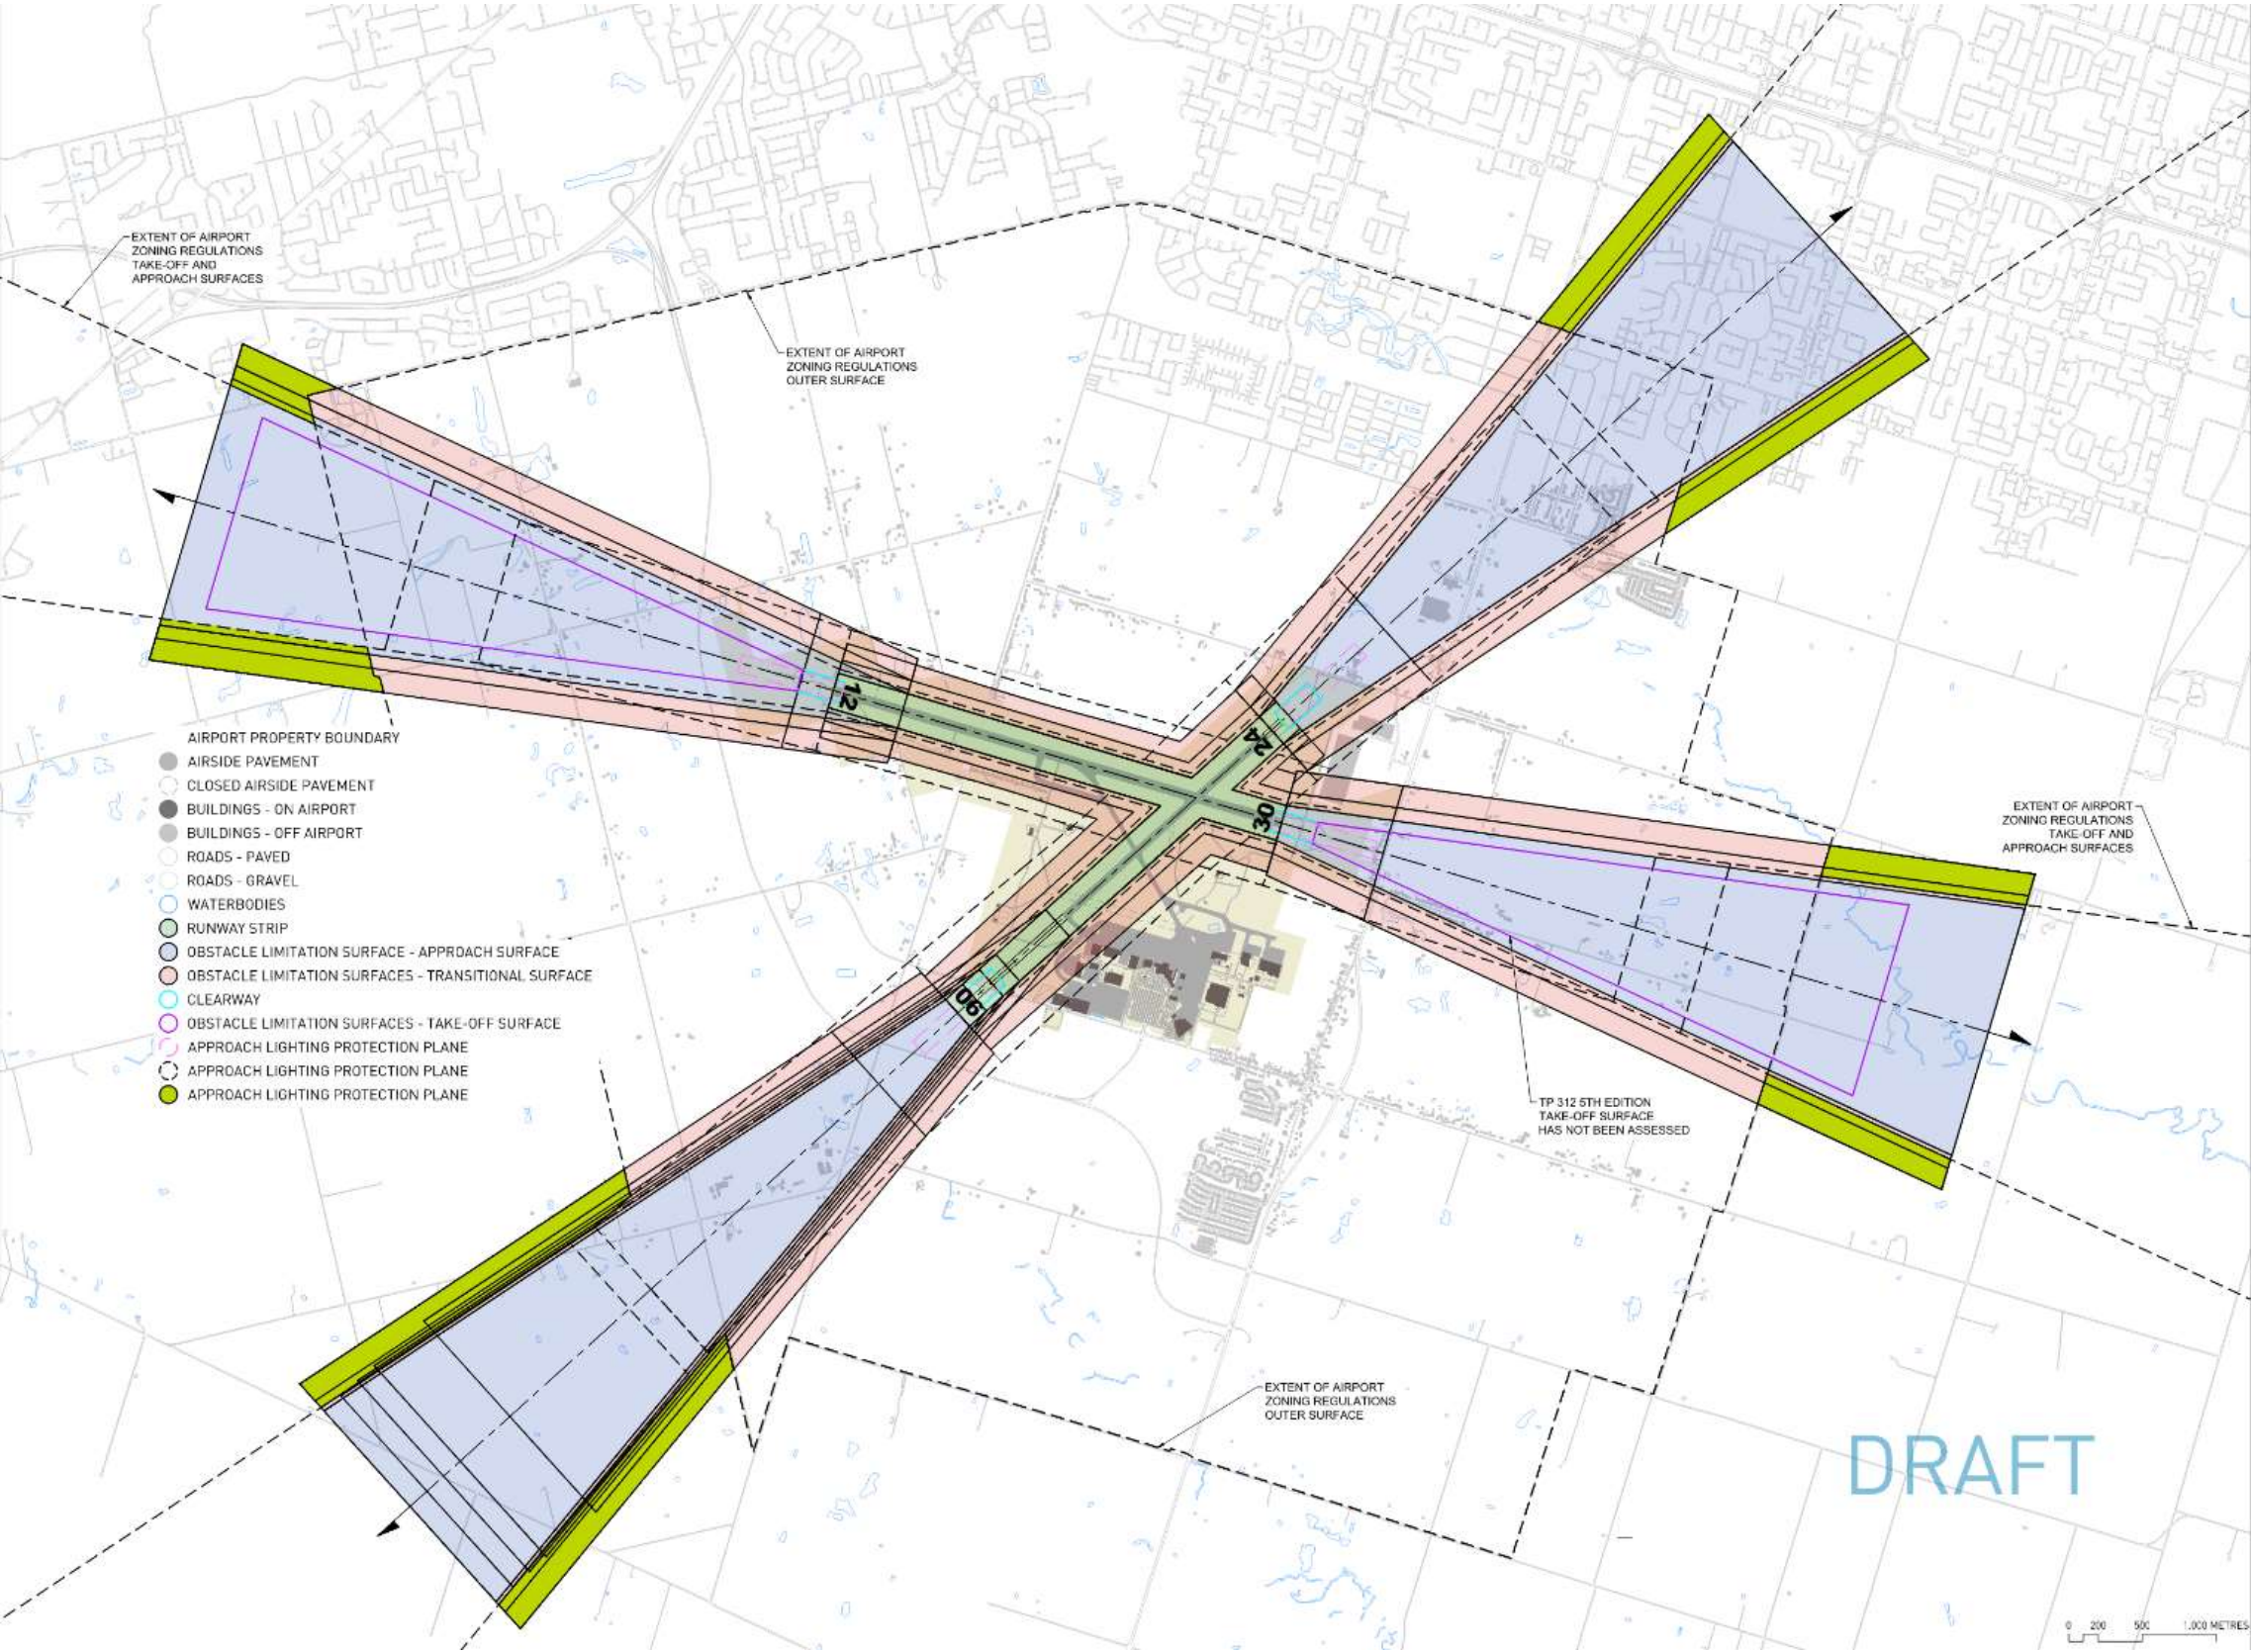 EXTENT OF AIRPORT
ZONING REGULATIONS
TAKE-OFF AND
APPROACH SURFACES
EXTENT OF AIRPORT
ZONING REGULATIONS
OUTER SURFACE
12
24
30
06
AIRPORT PROPERTY BOUNDARY
AIRSIDE PAVEMENT
CLOSED AIRSIDE PAVEMENT
BUILDINGS - ON AIRPORT
BUILDINGS - OFF AIRPORT
ROADS - PAVED
ROADS - GRAVEL
WATERBODIES
RUNWAY STRIP
OBSTACLE LIMITATION SURFACE - APPROACH SURFACE
OBSTACLE LIMITATION SURFACES - TRANSITIONAL SURFACE
CLEARWAY
OBSTACLE LIMITATION SURFACES - TAKE-OFF SURFACE
APPROACH LIGHTING PROTECTION PLANE
APPROACH LIGHTING PROTECTION PLANE
APPROACH LIGHTING PROTECTION PLANE
EXTENT OF AIRPORT
ZONING REGULATIONS
TAKE-OFF AND
APPROACH SURFACES
TP 312 5TH EDITION
TAKE-OFF SURFACE
HAS NOT BEEN ASSESSED
EXTENT OF AIRPORT
ZONING REGULATIONS
OUTER SURFACE
DRAFT
0 200 500 1,000 METRES